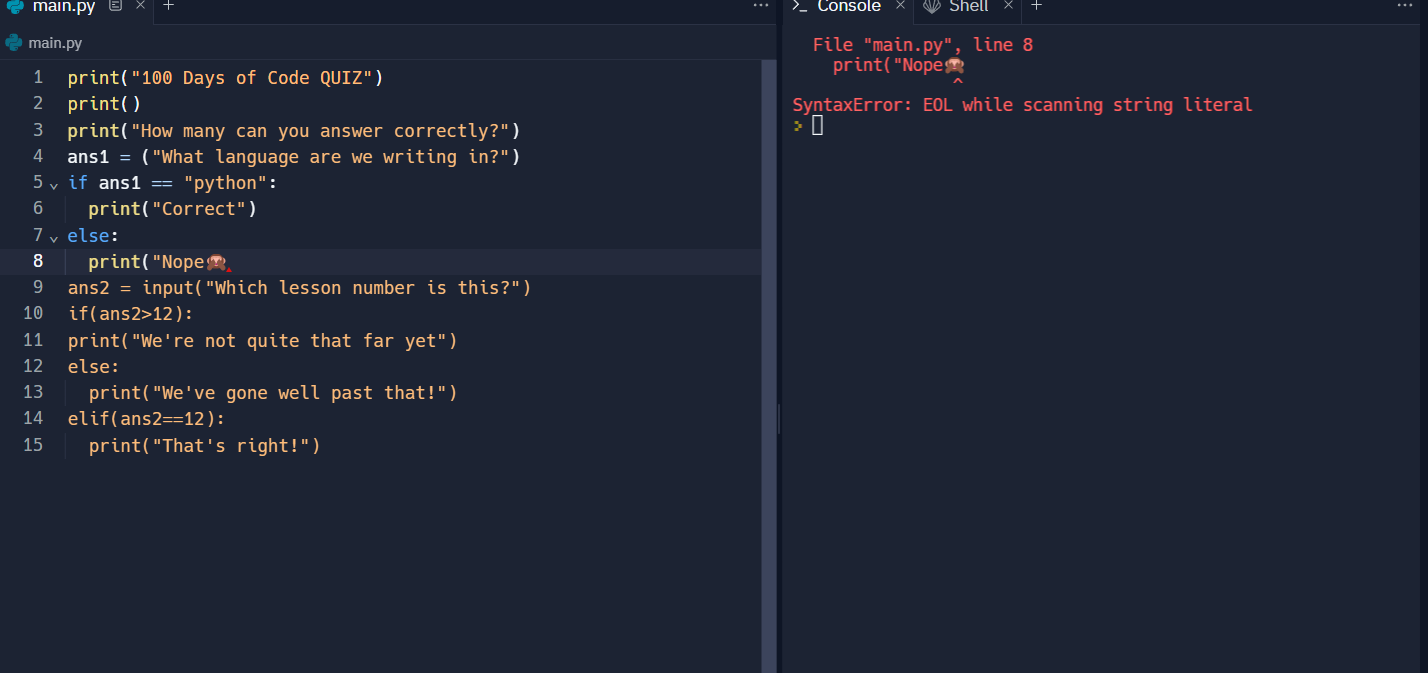 main.py
main.py
1 print("100 Days of Code QUIZ")
2 print()
3 print("How many can you answer correctly?")
4 ans1 = ("What language are we writing in?")
5 if ans1 == "python":
6   print("Correct")
7 else:
8   print("Nope🙈
9 ans2 = input("Which lesson number is this?")
10 if(ans2>12):
11 print("We're not quite that far yet")
12 else:
13   print("We've gone well past that!")
14 elif(ans2==12):
15   print("That's right!")
Console
Shell
File "main.py", line 8
print("Nope🙈
^
SyntaxError: EOL while scanning string literal